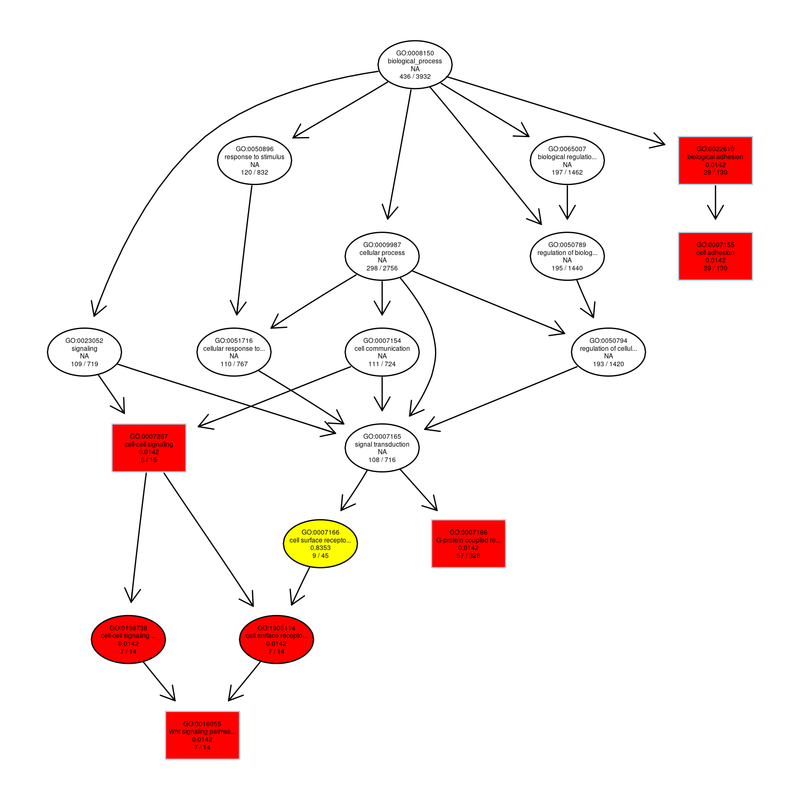 GO:0008150
biological_process
NA
436 / 3932
GO:0050896
response to stimulus
NA
120 / 832
GO:0065007
biological regulatio...
NA
197 / 1462
GO:0022610
biological adhesion
0.0142
29 / 130
GO:0009987
cellular process
NA
298 / 2756
GO:0050789
regulation of biolog...
NA
195 / 1440
GO:0007155
cell adhesion
0.0142
29 / 130
GO:0023052
signaling
NA
109 / 719
GO:0051716
cellular response to...
NA
110 / 767
GO:0007154
cell communication
NA
111 / 724
GO:0050794
regulation of cellul...
NA
193 / 1420
GO:0007267
cell-cell signaling
0.0142
/ 15
GO:0007165
signal transduction
NA
108 / 716
GO:0007166
cell surface recepto...
0.8353
9 / 45
GO:0007186
G-protein coupled re...
0.0142
GO:0198738
cell-cell signaling ...
0.0142
7 / 14
GO:1905114
cell surface recepto...
0.0142
7 / 14
GO:0016055
Wnt signaling pathwa...
0.0142
7 / 14